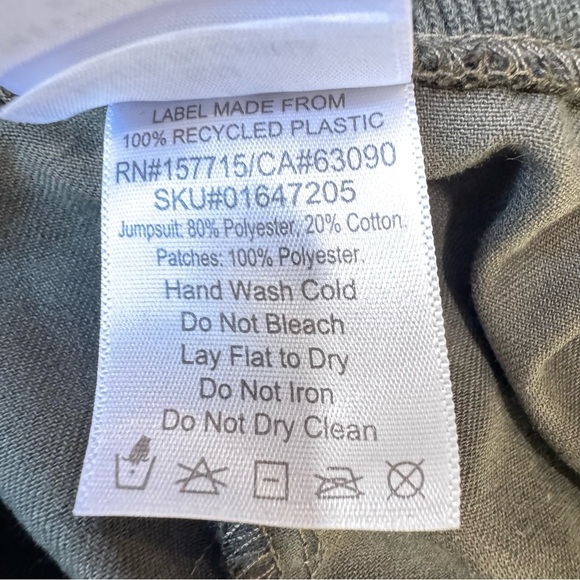 LABEL MADE FROM
100% RECYCLED PLASTIC
RN#157715/CA#63090
SKU#01647205
Jumpsuit: 80% Polyester, 20% Cotton.
Patches: 100% Polyester.
Hand Wash Cold
Do Not Bleach
Lay Flat to Dry
Do Not Iron
Do Not Dry Clean